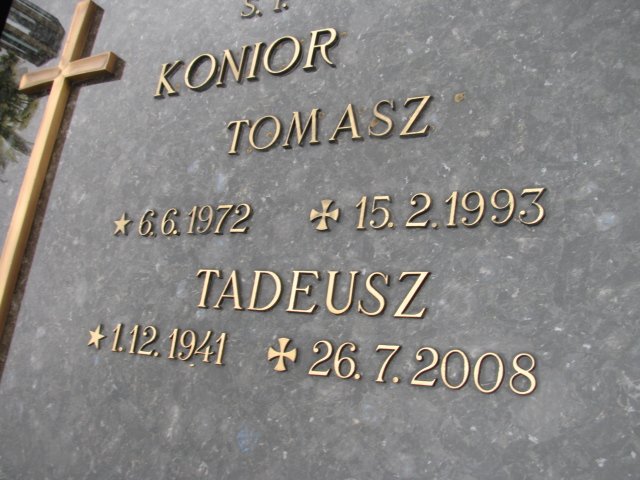 Ś.P.
KONIOR
TOMASZ
6.6.1972 15.2.1993
TADEUSZ
1.12.1941 26.7.2008